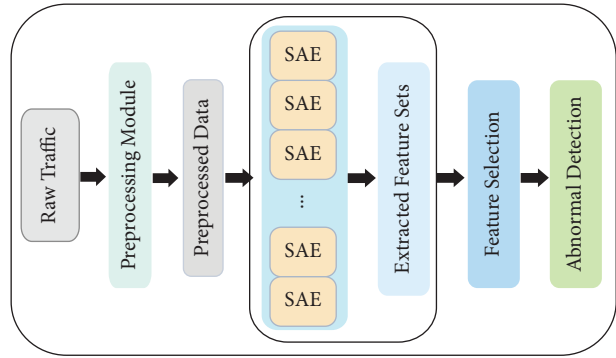 Raw Traffic
Preprocessing Module
Preprocessed Data
SAE
SAE
SAE
...
SAE
SAE
Extracted Feature Sets
Feature Selection
Abnormal Detection